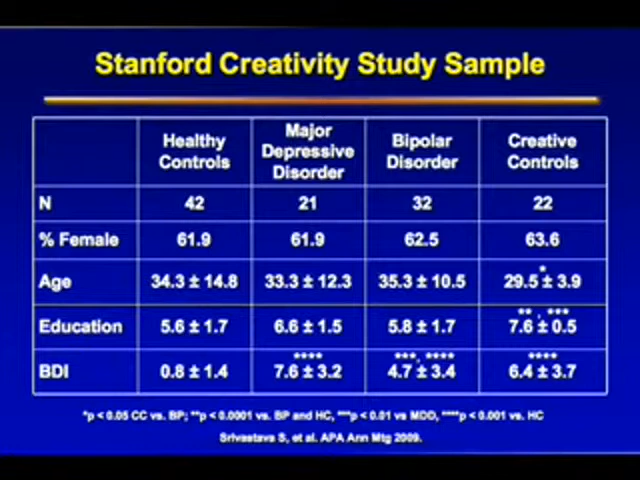 Stanford Creativity Study Sample
Healthy Controls | Major Depressive Disorder | Bipolar Disorder | Creative Controls
N | 42 | 21 | 32 | 22
% Female | 61.9 | 61.9 | 62.5 | 63.6
Age | 34.3 ± 14.8 | 33.3 ± 12.3 | 35.3 ± 10.5 | 29.5 *± 3.9
Education | 5.6 ± 1.7 | 6.6 ± 1.5 | 5.8 ± 1.7 | **, *** 7.6 ± 0.5
BDI | 0.8 ± 1.4 | **** 7.6 ± 3.2 | ***, **** 4.7 ± 3.4 | **** 6.4 ± 3.7
*p < 0.05 CC vs. BP; **p < 0.0001 vs. BP and HC, ***p < 0.01 vs MDD, ****p < 0.001 vs. HC
Srivastava S, et al. APA Ann Mtg 2009.